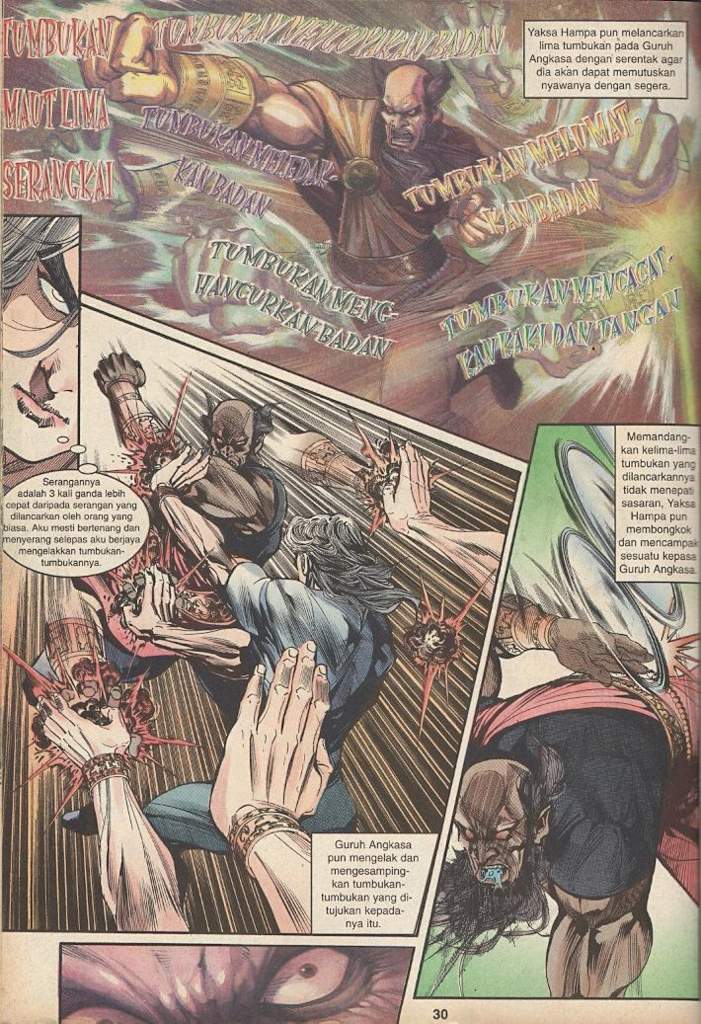 TUMBUKAN
MAUT LIMA
SERANGKAI
TUMBUKAN MENCOPAKKAN BADAN
Yaksa Hampa pun melancarkan
lima tumbukan pada Guruh
Angkasa dengan serentak agar
dia akan dapat memutuskan
nyawanya dengan segera.
TUMBUKAN MELEDAK-
KAN BADAN
TUMBUKAN MELUMAT-
KAN BADAN
TUMBUKAN MENG-
HANCURKAN BADAN
TUMBUKAN MENCACAT-
KAN KAKI DAN TANGAN
Serangannya
adalah 3 kali ganda lebih
cepat daripada serangan yang
dilancarkan oleh orang yang
biasa. Aku mesti bertenang dan
menyerang selepas aku berjaya
mengelakkan tumbukan-
tumbukannya.
Guruh Angkasa
pun mengelak dan
mengesamping-
kan tumbukan-
tumbukan yang di-
tujukan kepada-
nya itu.
Memandang-
kan kelima-lima
tumbukan yang
dilancarkannya
tidak menepati
sasaran, Yaksa
Hampa pun
membongkok
dan mencampak
sesuatu kepasa
Guruh Angkasa.
30